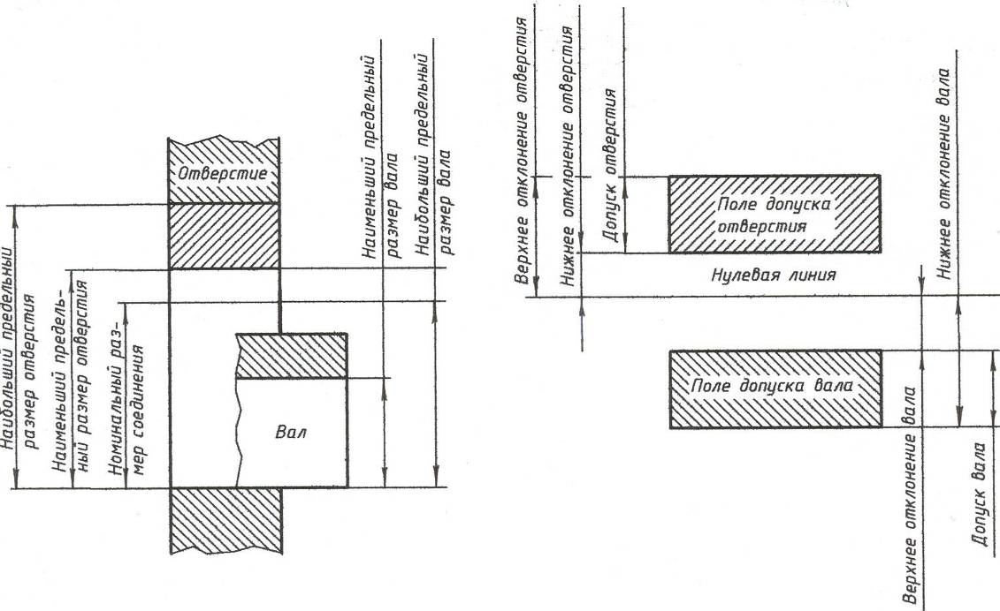 Наибольший предельный
размер отверстия
Наименьший предель-
ный размер отверстия
Номинальный раз-
мер соединения
Отверстие
Вал
Наименьший предельный
размер вала
Наибольший предельный
размер вала
Верхнее отклонение отверстия
Нижнее отклонение отверстия
Допуск отверстия
Поле допуска
отверстия
Нулевая линия
Поле допуска вала
Верхнее отклонение вала
Нижнее отклонение вала
Допуск вала